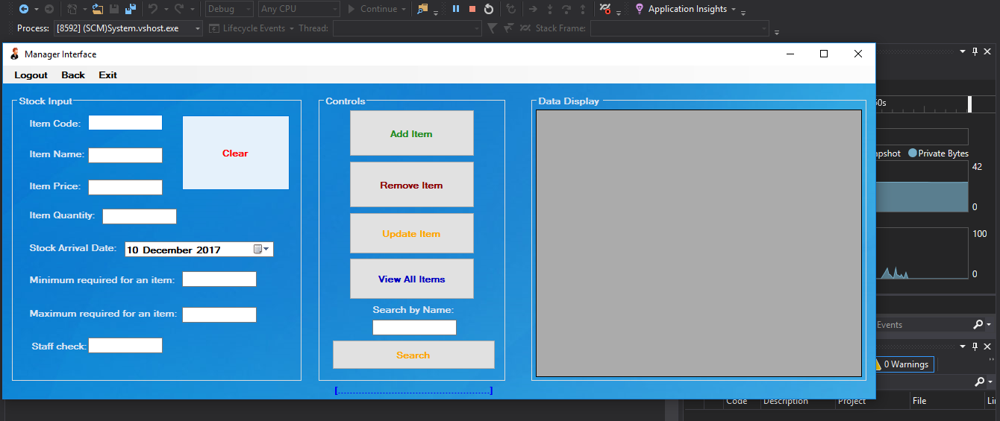 Debug Any CPU Continue Application Insights
Process: [8592] (SCM)System.vshost.exe Lifecycle Events Thread: Stack Frame:
Manager Interface
Logout Back Exit
Stock Input
Item Code:
Clear
Item Name:
Item Price:
Item Quantity:
Stock Arrival Date: 10 December 2017
Minimum required for an item:
Maximum required for an item:
Staff check:
Controls
Add Item
Remove Item
Update Item
View All Items
Search by Name:
Search
Data Display
Private Bytes
42
0
100
0
Events
0 Warnings
Code Description Project File